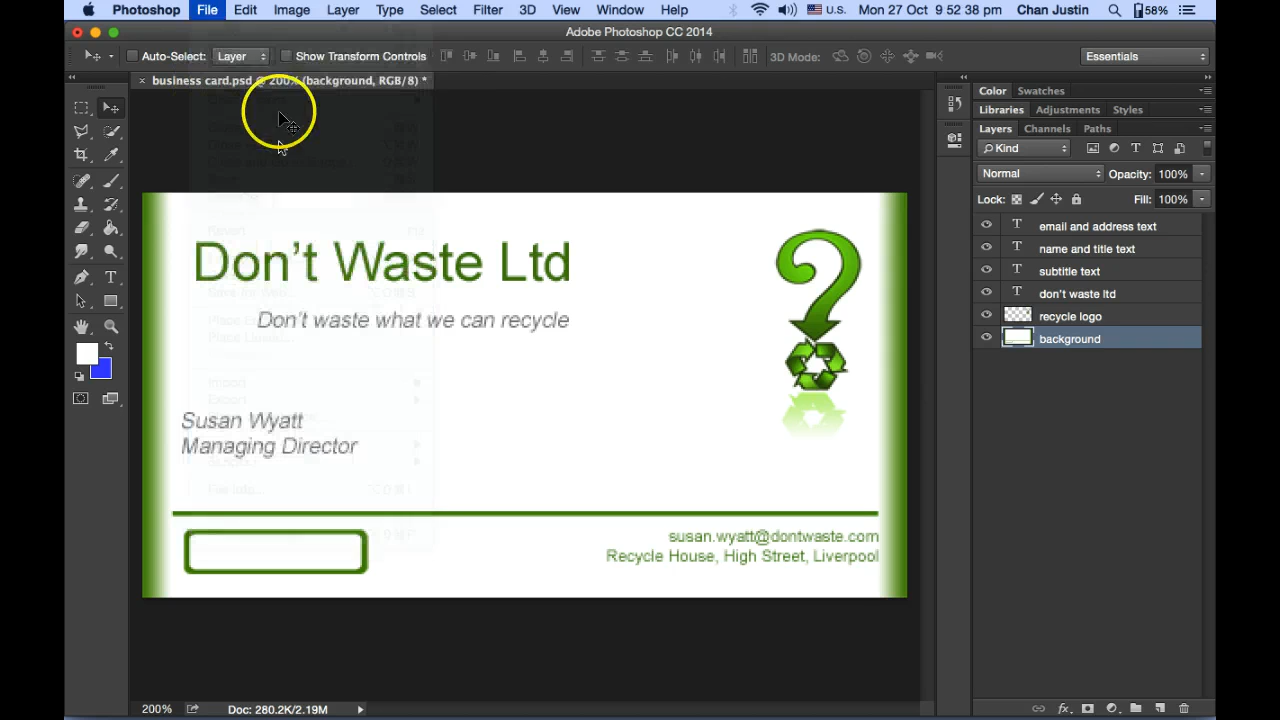 Photoshop File Edit Image Layer Type Select Filter 3D View Window Help U.S. Mon 27 Oct 9 52 38 pm Chan Justin 58%
Adobe Photoshop CC 2014
Auto-Select: Layer Show Transform Controls 3D Mode: Essentials
business card.psd @ 200% (background, RGB/8) *
Color Swatches
Libraries Adjustments Styles
Layers Channels Paths
Kind
Normal Opacity: 100%
Lock: Fill: 100%
email and address text
name and title text
subtitle text
don't waste ltd
recycle logo
background
Revert
Import
Export
File Info...
Don't Waste Ltd
Don't waste what we can recycle
Susan Wyatt
Managing Director
susan.wyatt@dontwaste.com
Recycle House, High Street, Liverpool
200% Doc: 280.2K/2.19M